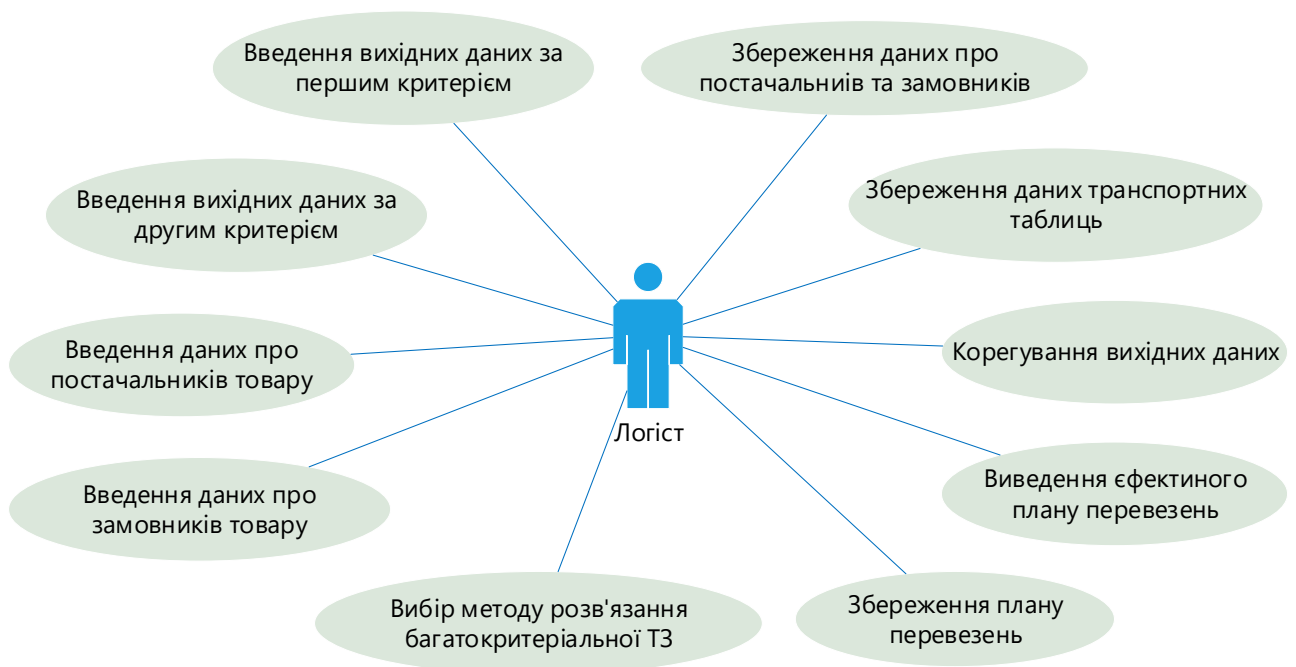 Введення вихідних даних за
першим критерієм
Збереження даних про
постачальниів та замовників
Введення вихідних даних за
другим критерієм
Збереження даних транспортних
таблиць
Введення даних про
постачальників товару
Корегування вихідних даних
Логіст
Введення даних про
замовників товару
Виведення єфектиного
плану перевезень
Вибір методу розв'язання
багатокритеріальної ТЗ
Збереження плану
перевезень